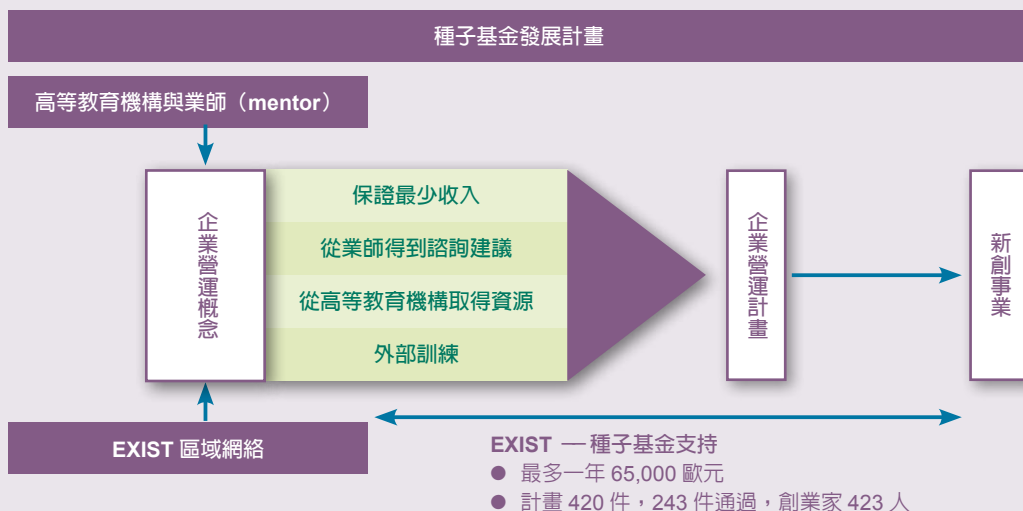 種子基金發展計畫
高等教育機構與業師（mentor）
企業營運概念
保證最少收入
從業師得到諮詢建議
從高等教育機構取得資源
外部訓練
企業營運計畫
新創事業
EXIST 區域網絡
EXIST — 種子基金支持
● 最多一年 65,000 歐元
● 計畫 420 件，243 件通過，創業家 423 人